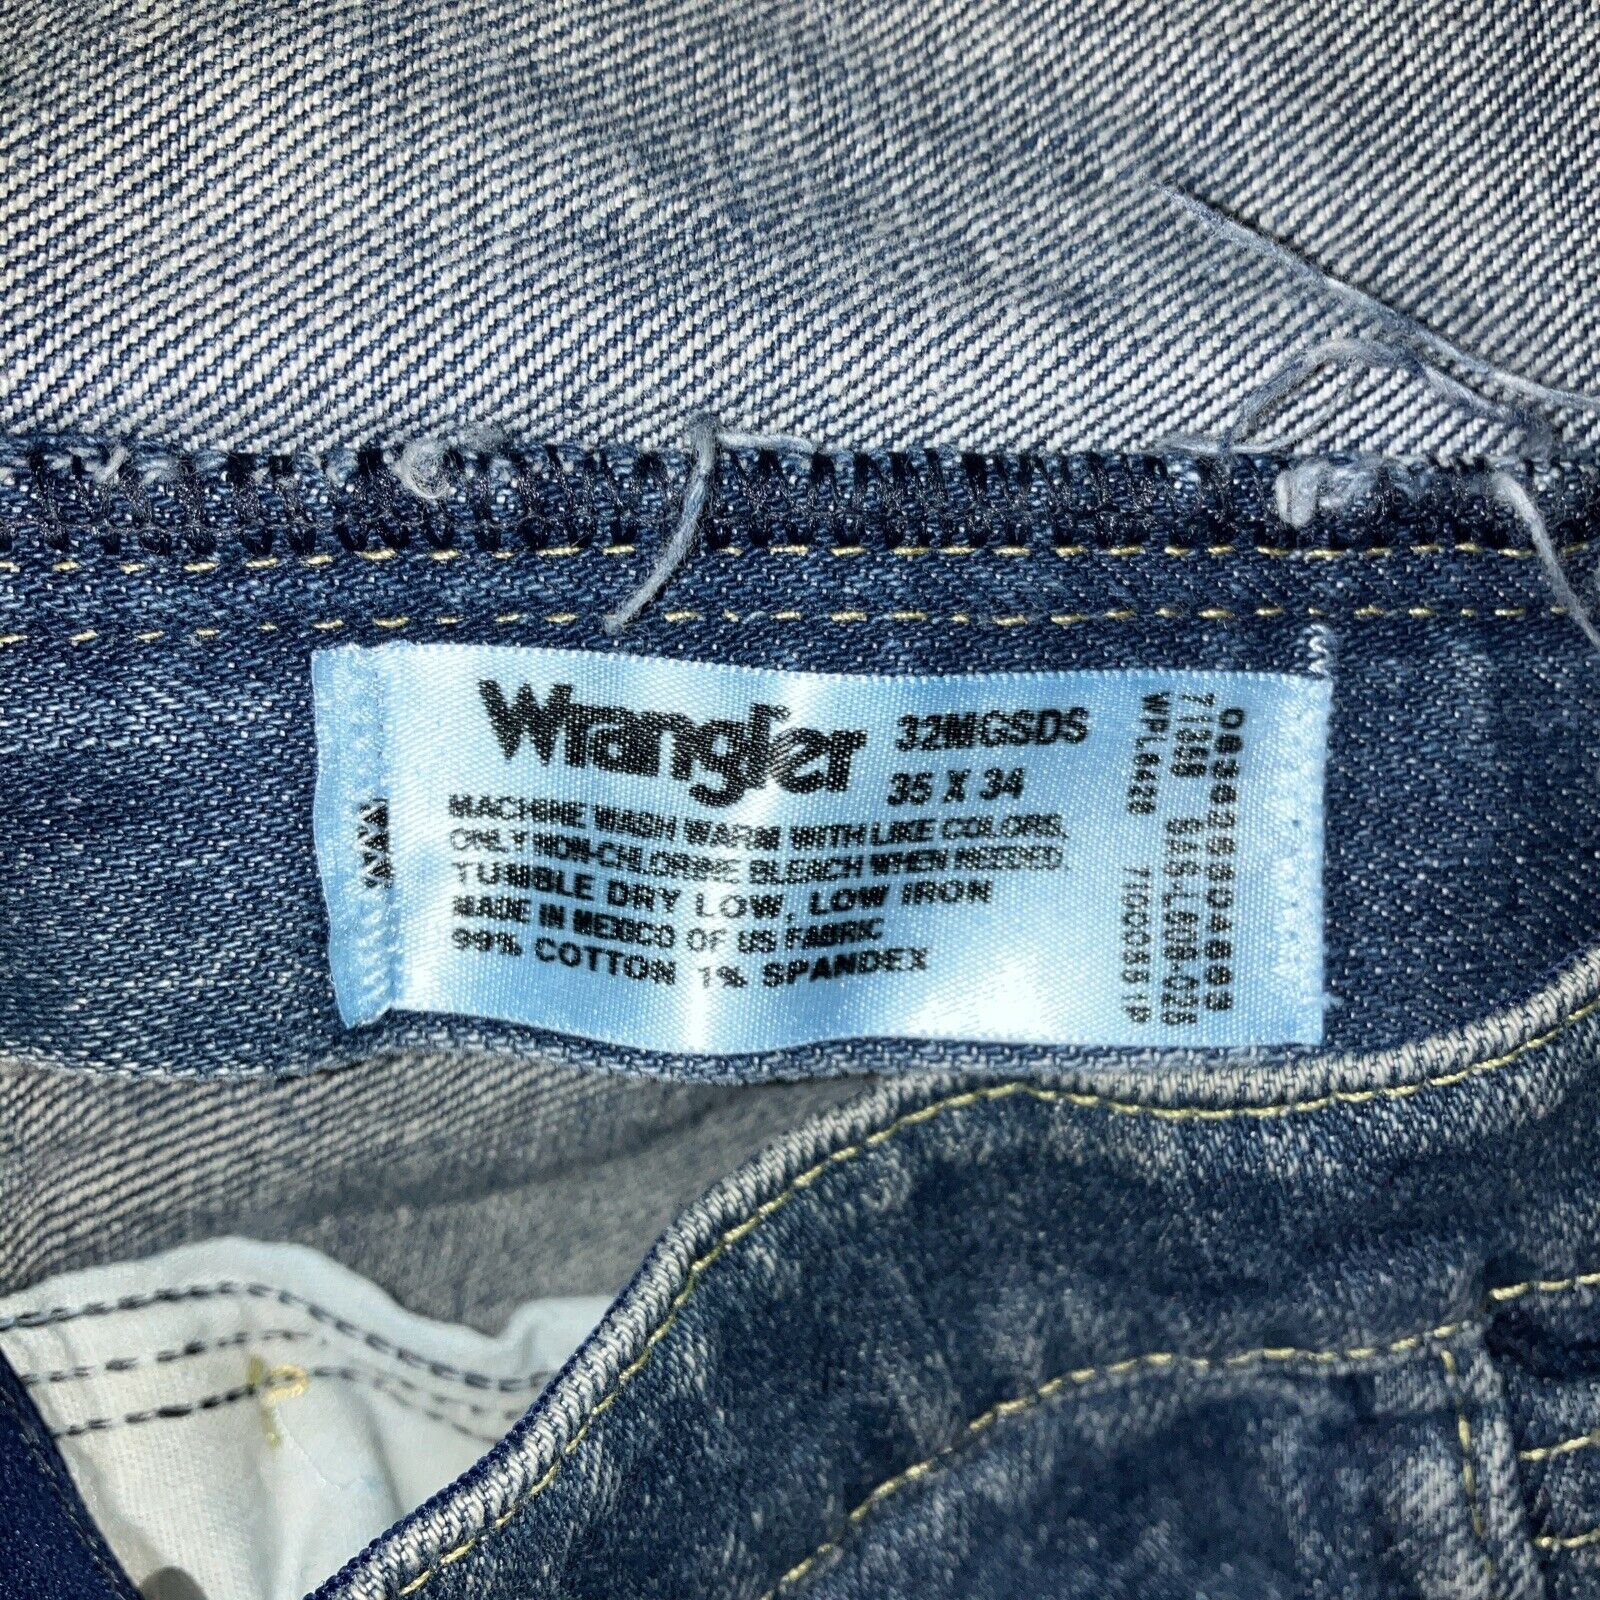 Wrangler 32MGSDS
35 X 34
MACHINE WASH WARM WITH LIKE COLORS.
ONLY NON-CHLORINE BLEACH WHEN NEEDED.
TUMBLE DRY LOW, LOW IRON
MADE IN MEXICO OF US FABRIC
99% COTTON 1% SPANDEX
WPL6426